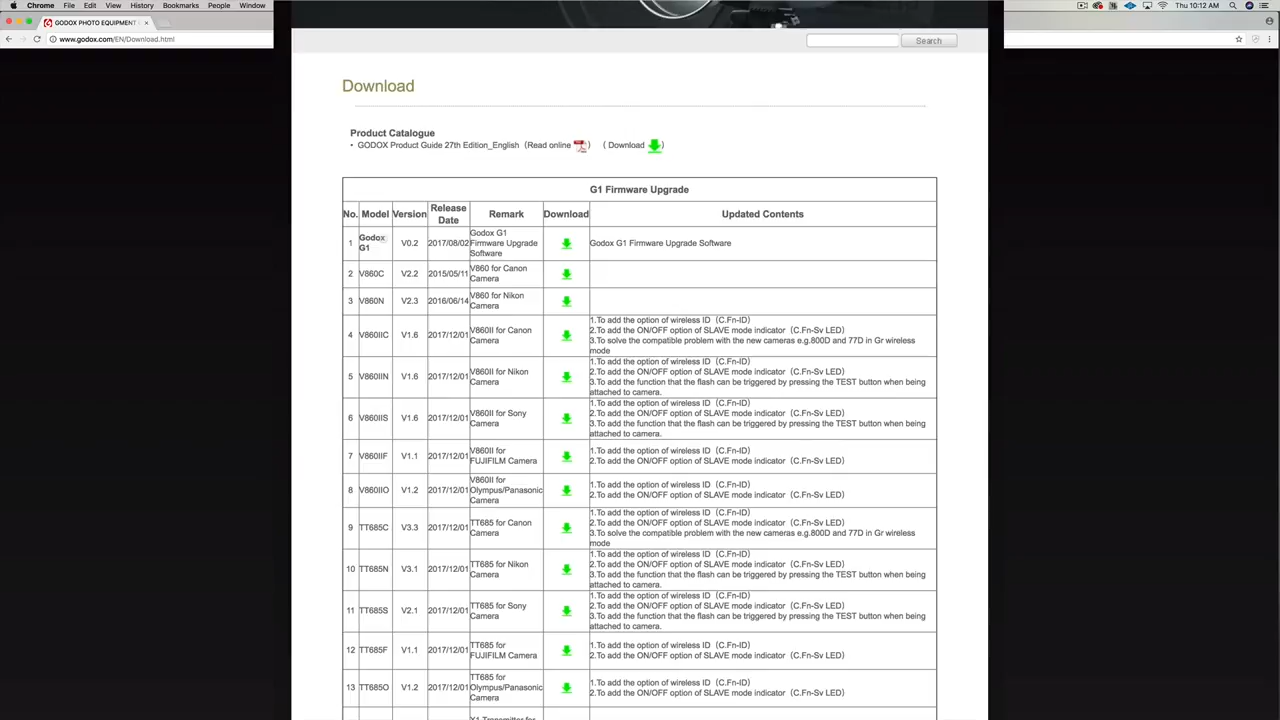 Chrome File Edit View History Bookmarks People Window
Thu 10:12 AM
GODOX PHOTO EQUIPMENT
www.godox.com/EN/Download.html
Search
Download
Product Catalogue
• GODOX Product Guide 27th Edition_English (Read online ) ( Download )
G1 Firmware Upgrade
No. Model Version Release Date Remark Download Updated Contents
1 Godox G1 V0.2 2017/08/02 Godox G1 Firmware Upgrade Software Godox G1 Firmware Upgrade Software
2 V860C V2.2 2015/05/11 V860 for Canon Camera
3 V860N V2.3 2016/06/14 V860 for Nikon Camera
4 V860IIC V1.6 2017/12/01 V860II for Canon Camera
1.To add the option of wireless ID (C.Fn-ID)
2.To add the ON/OFF option of SLAVE mode indicator (C.Fn-Sv LED)
3.To solve the compatible problem with the new cameras e.g.800D and 77D in Gr wireless
mode
5 V860IIN V1.6 2017/12/01 V860II for Nikon Camera
1.To add the option of wireless ID (C.Fn-ID)
2.To add the ON/OFF option of SLAVE mode indicator (C.Fn-Sv LED)
3.To add the function that the flash can be triggered by pressing the TEST button when being
attached to camera.
6 V860IIS V1.6 2017/12/01 V860II for Sony Camera
1.To add the option of wireless ID (C.Fn-ID)
2.To add the ON/OFF option of SLAVE mode indicator (C.Fn-Sv LED)
3.To add the function that the flash can be triggered by pressing the TEST button when being
attached to camera.
7 V860IIF V1.1 2017/12/01 V860II for FUJIFILM Camera
1.To add the option of wireless ID (C.Fn-ID)
2.To add the ON/OFF option of SLAVE mode indicator (C.Fn-Sv LED)
8 V860IIO V1.2 2017/12/01 V860II for Olympus/Panasonic Camera
1.To add the option of wireless ID (C.Fn-ID)
2.To add the ON/OFF option of SLAVE mode indicator (C.Fn-Sv LED)
9 TT685C V3.3 2017/12/01 TT685 for Canon Camera
1.To add the option of wireless ID (C.Fn-ID)
2.To add the ON/OFF option of SLAVE mode indicator (C.Fn-Sv LED)
3.To solve the compatible problem with the new cameras e.g.800D and 77D in Gr wireless
mode
10 TT685N V3.1 2017/12/01 TT685 for Nikon Camera
1.To add the option of wireless ID (C.Fn-ID)
2.To add the ON/OFF option of SLAVE mode indicator (C.Fn-Sv LED)
3.To add the function that the flash can be triggered by pressing the TEST button when being
attached to camera.
11 TT685S V2.1 2017/12/01 TT685 for Sony Camera
1.To add the option of wireless ID (C.Fn-ID)
2.To add the ON/OFF option of SLAVE mode indicator (C.Fn-Sv LED)
3.To add the function that the flash can be triggered by pressing the TEST button when being
attached to camera.
12 TT685F V1.1 2017/12/01 TT685 for FUJIFILM Camera
1.To add the option of wireless ID (C.Fn-ID)
2.To add the ON/OFF option of SLAVE mode indicator (C.Fn-Sv LED)
13 TT685O V1.2 2017/12/01 TT685 for Olympus/Panasonic Camera
1.To add the option of wireless ID (C.Fn-ID)
2.To add the ON/OFF option of SLAVE mode indicator (C.Fn-Sv LED)
X1 Transmitter for